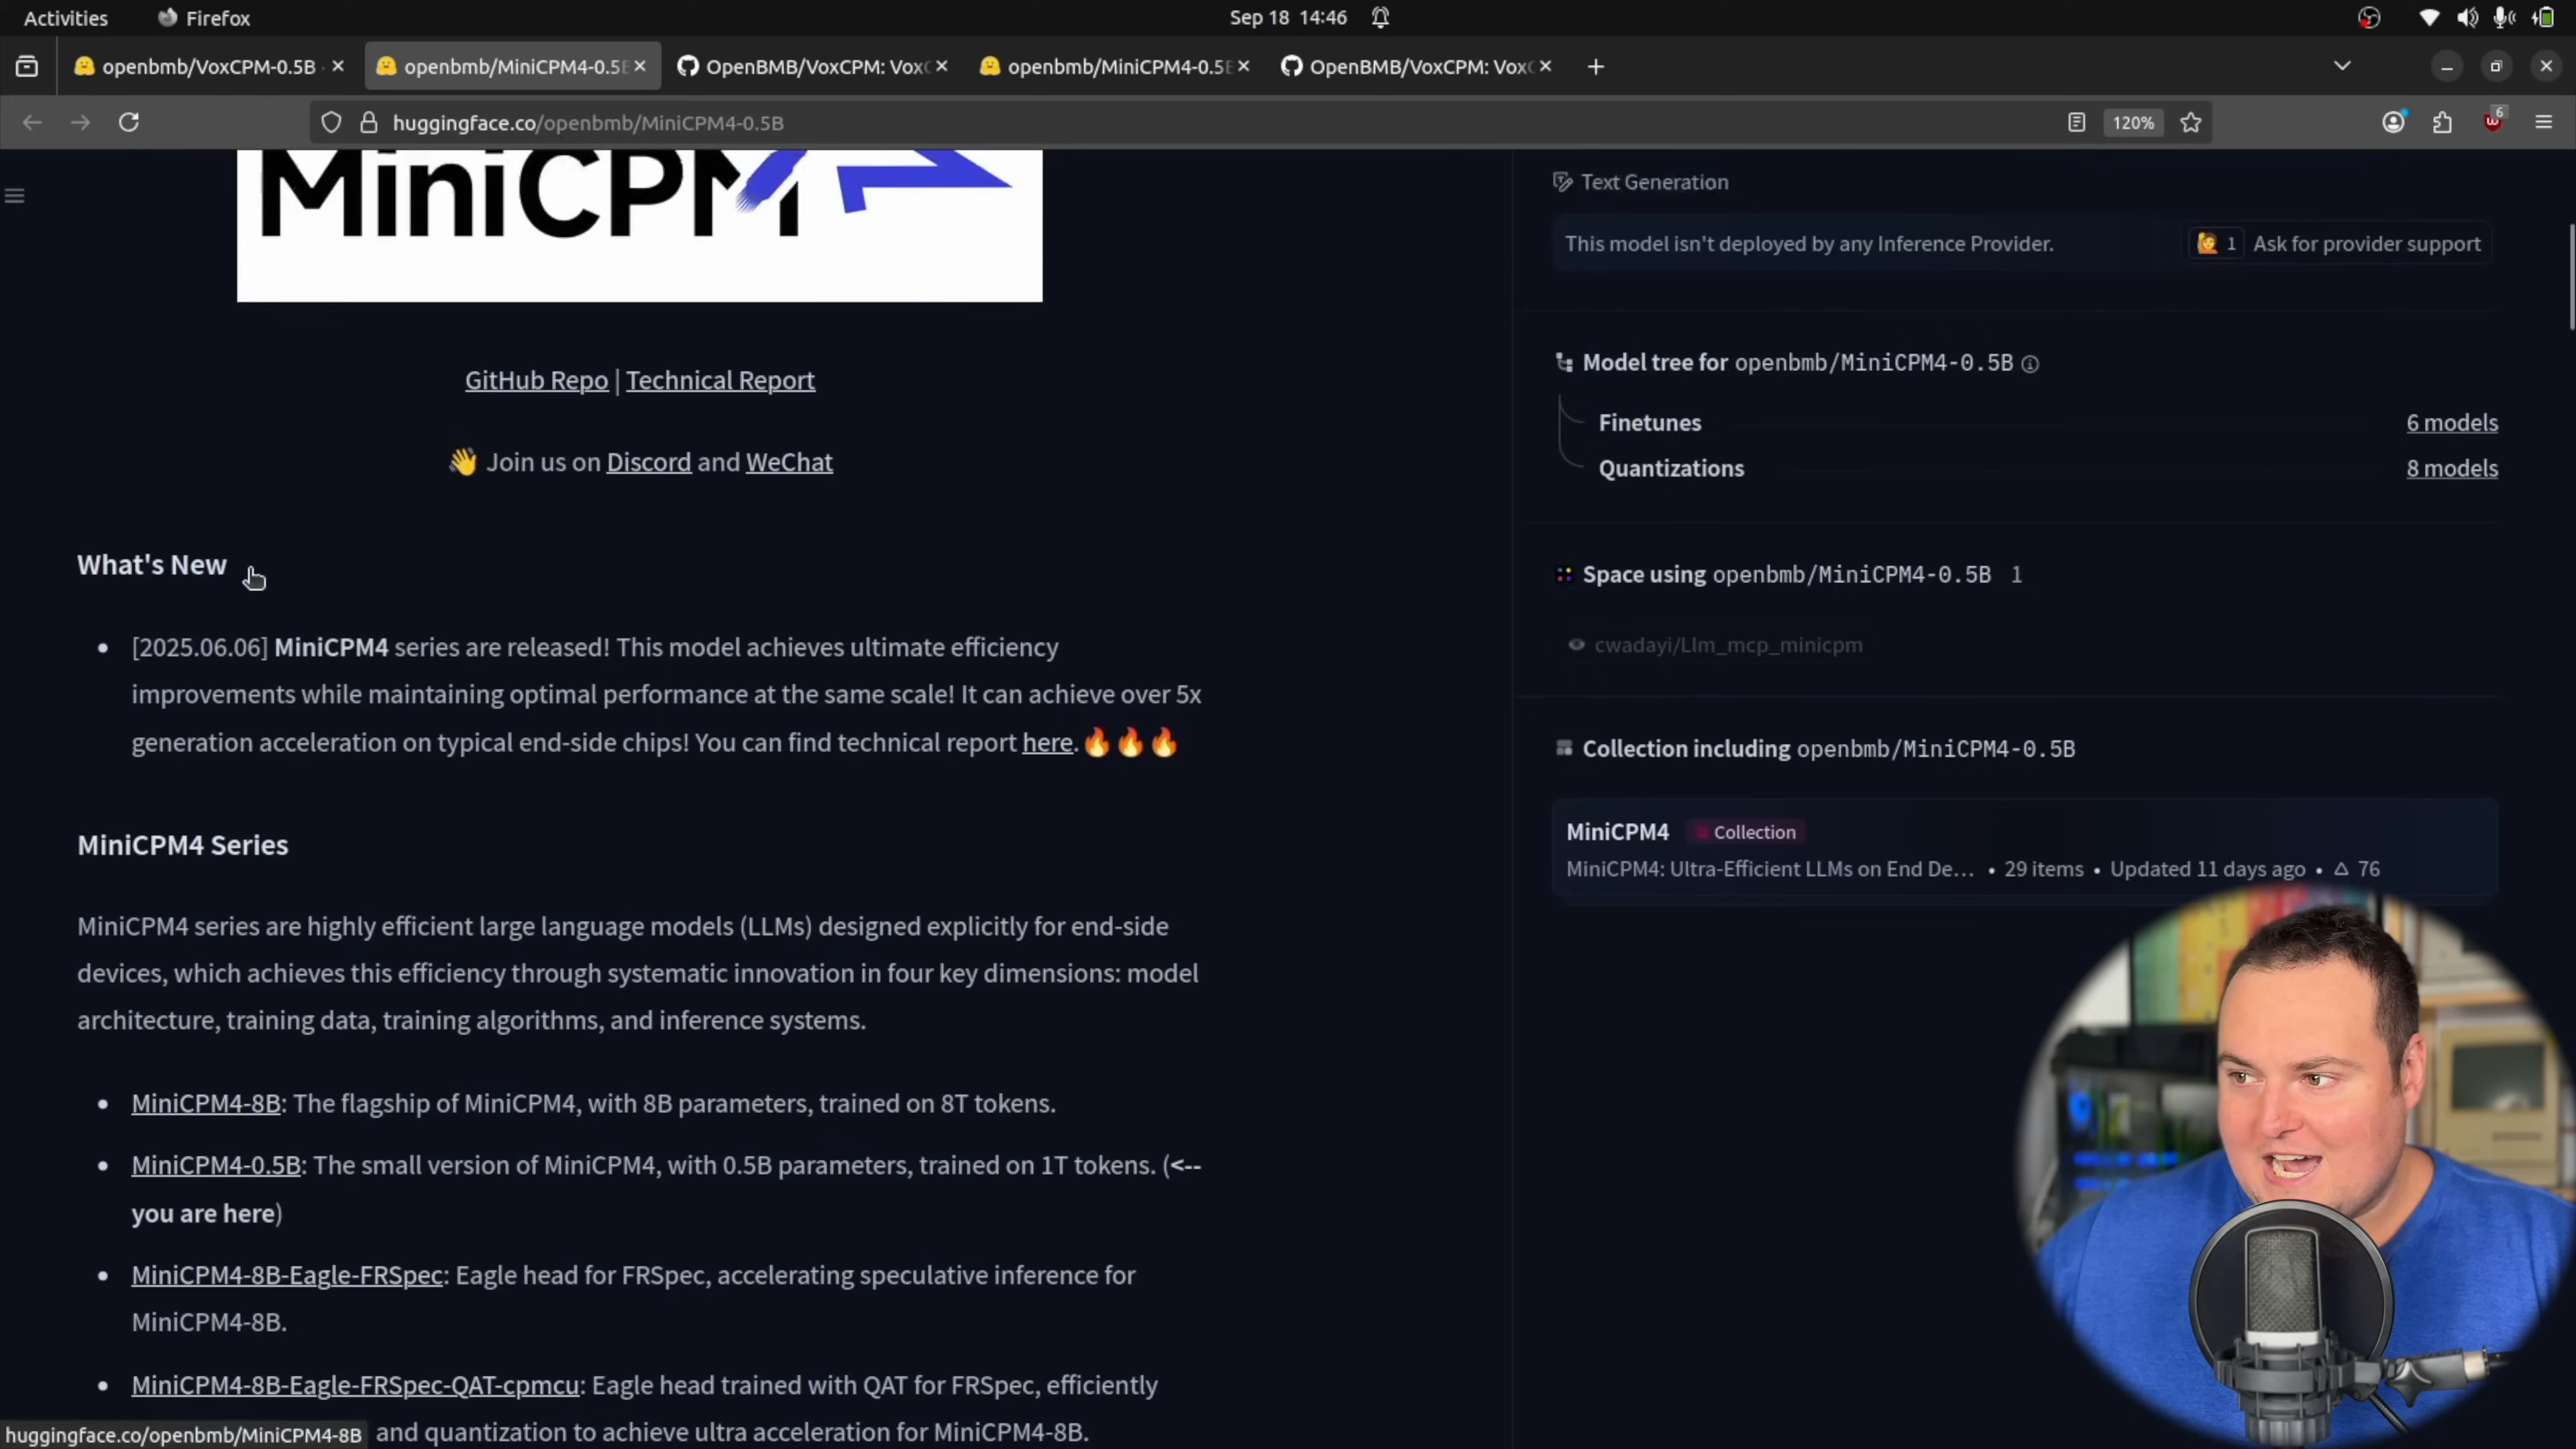 Activities Firefox Sep 18 14:46
openbmb/VoxCPM-0.5B openbmb/MiniCPM4-0.5B OpenBMB/VoxCPM: Vox openbmb/MiniCPM4-0.5B OpenBMB/VoxCPM: Vox
huggingface.co/openbmb/MiniCPM4-0.5B 120% 6
MiniCPM
GitHub Repo | Technical Report
👋 Join us on Discord and WeChat
What's New
• [2025.06.06] MiniCPM4 series are released! This model achieves ultimate efficiency
improvements while maintaining optimal performance at the same scale! It can achieve over 5x
generation acceleration on typical end-side chips! You can find technical report here.🔥🔥🔥
MiniCPM4 Series
MiniCPM4 series are highly efficient large language models (LLMs) designed explicitly for end-side
devices, which achieves this efficiency through systematic innovation in four key dimensions: model
architecture, training data, training algorithms, and inference systems.
• MiniCPM4-8B: The flagship of MiniCPM4, with 8B parameters, trained on 8T tokens.
• MiniCPM4-0.5B: The small version of MiniCPM4, with 0.5B parameters, trained on 1T tokens. (<--
you are here)
• MiniCPM4-8B-Eagle-FRSpec: Eagle head for FRSpec, accelerating speculative inference for
MiniCPM4-8B.
• MiniCPM4-8B-Eagle-FRSpec-QAT-cpmcu: Eagle head trained with QAT for FRSpec, efficiently
and quantization to achieve ultra acceleration for MiniCPM4-8B.
huggingface.co/openbmb/MiniCPM4-8B
Text Generation
This model isn't deployed by any Inference Provider. 🙋 1 Ask for provider support
Model tree for openbmb/MiniCPM4-0.5B
Finetunes 6 models
Quantizations 8 models
Space using openbmb/MiniCPM4-0.5B 1
cwadayi/Llm_mcp_minicpm
Collection including openbmb/MiniCPM4-0.5B
MiniCPM4 Collection
MiniCPM4: Ultra-Efficient LLMs on End De... • 29 items • Updated 11 days ago • △ 76